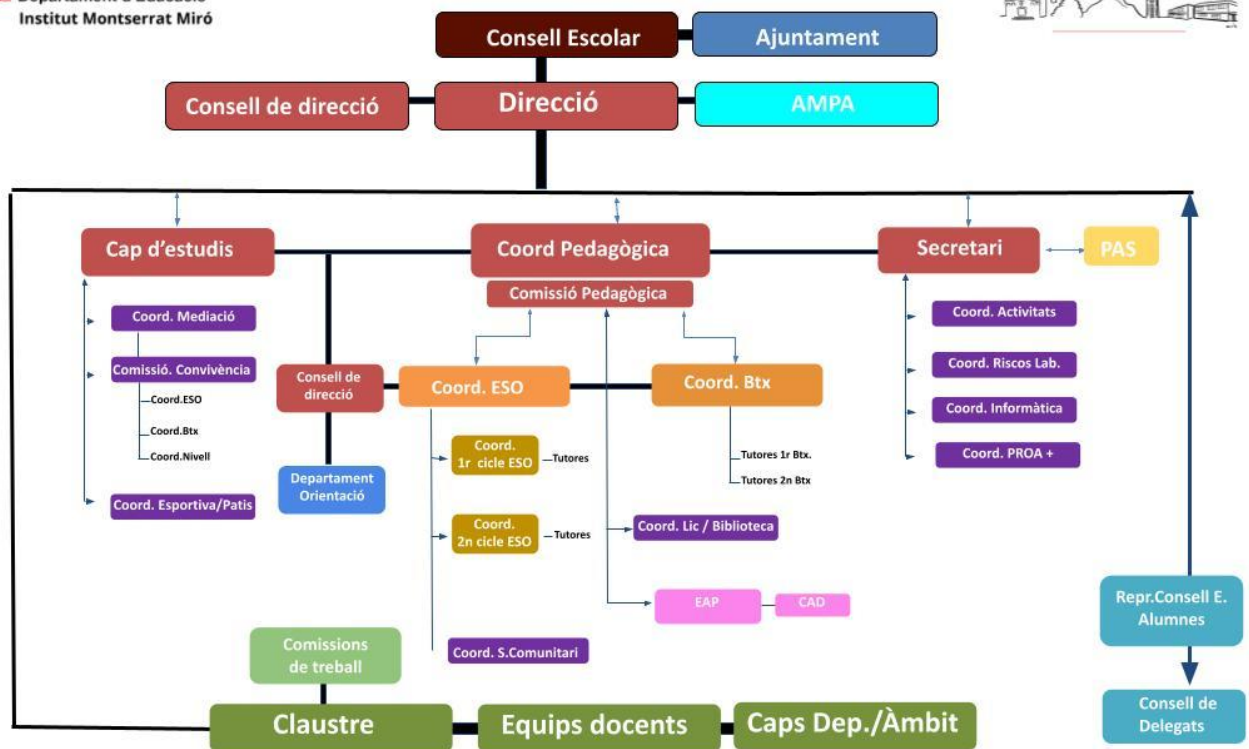 Departament d'Educació
Institut Montserrat Miró
Consell Escolar
Ajuntament
Consell de direcció
Direcció
AMPA
Cap d'estudis
Coord Pedagògica
Secretari
PAS
Comissió Pedagògica
Coord. Mediació
Comissió. Convivència
Coord.ESO
Coord.Btx
Coord.Nivell
Coord. Esportiva/Patis
Consell de
direcció
Departament
Orientació
Coord. ESO
Coord. Btx
Coord.
1r cicle ESO
Tutores
Coord.
2n cicle ESO
Tutores
Coord. S.Comunitari
Tutores 1r Btx.
Tutores 2n Btx
Coord. Lic / Biblioteca
EAP
CAD
Coord. Activitats
Coord. Riscos Lab.
Coord. Informàtica
Coord. PROA +
Repr.Consell E.
Alumnes
Consell de
Delegats
Comissions
de treball
Claustre
Equips docents
Caps Dep./Àmbit